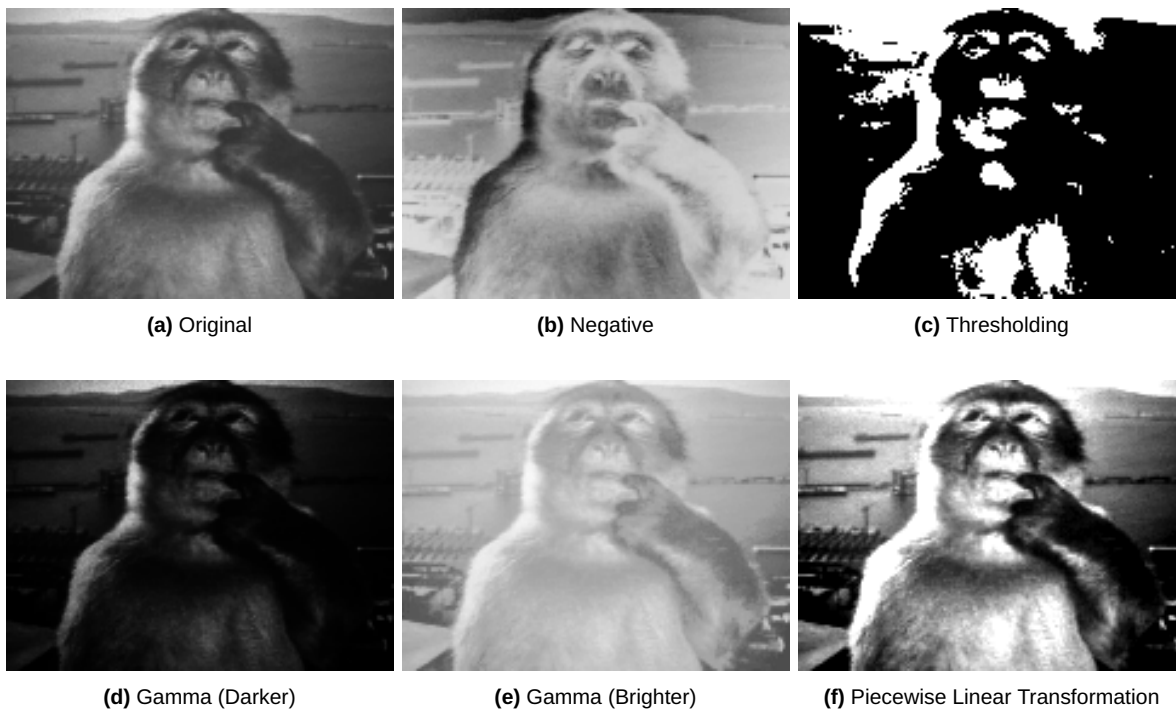 (a) Original
(b) Negative
(c) Thresholding
(d) Gamma (Darker)
(e) Gamma (Brighter)
(f) Piecewise Linear Transformation